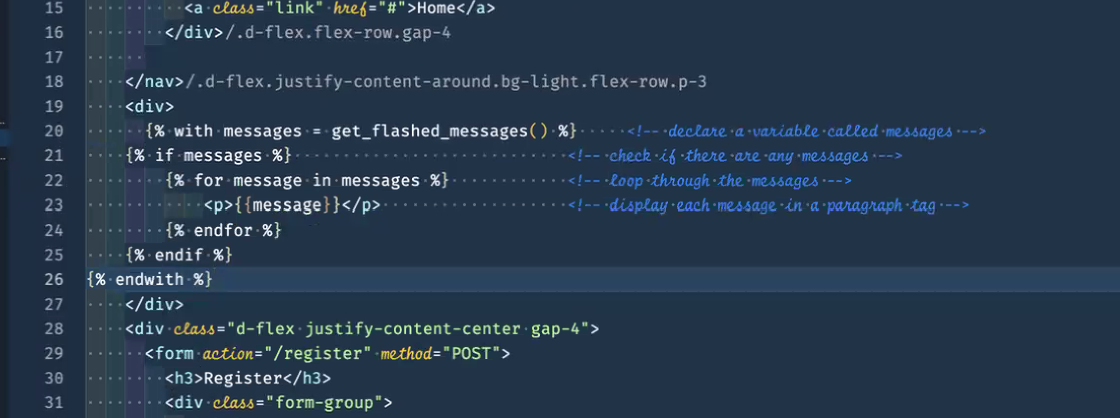 15 <a class="link" href="#">Home</a>
16 </div>/.d-flex.flex-row.gap-4
17
18 </nav>/.d-flex.justify-content-around.bg-light.flex-row.p-3
19 <div>
20 {% with messages = get_flashed_messages() %} <!-- declare a variable called messages -->
21 {% if messages %} <!-- check if there are any messages -->
22 {% for message in messages %} <!-- loop through the messages -->
23 <p>{{message}}</p> <!-- display each message in a paragraph tag -->
24 {% endfor %}
25 {% endif %}
26 {% endwith %}
27 </div>
28 <div class="d-flex justify-content-center gap-4">
29 <form action="/register" method="POST">
30 <h3>Register</h3>
31 <div class="form-group">